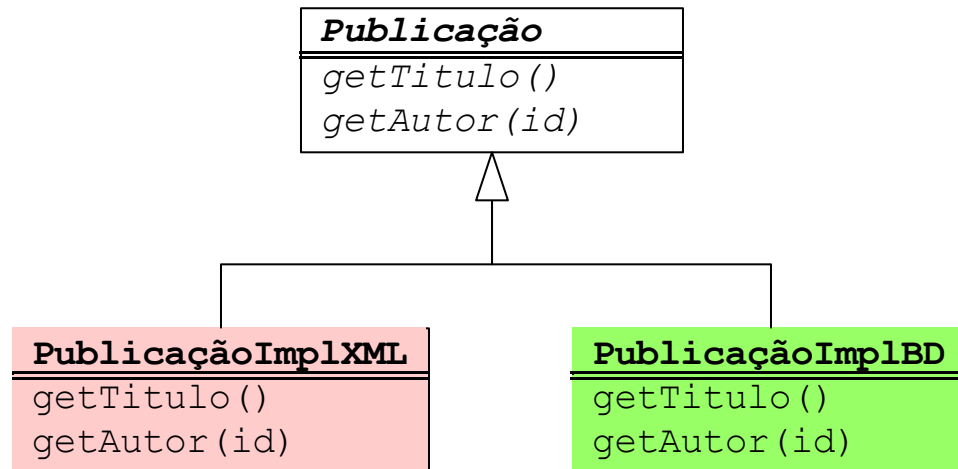 Publicação
getTitulo()
getAutor(id)
PublicaçãoImplXML
getTitulo()
getAutor(id)
PublicaçãoImplBD
getTitulo()
getAutor(id)